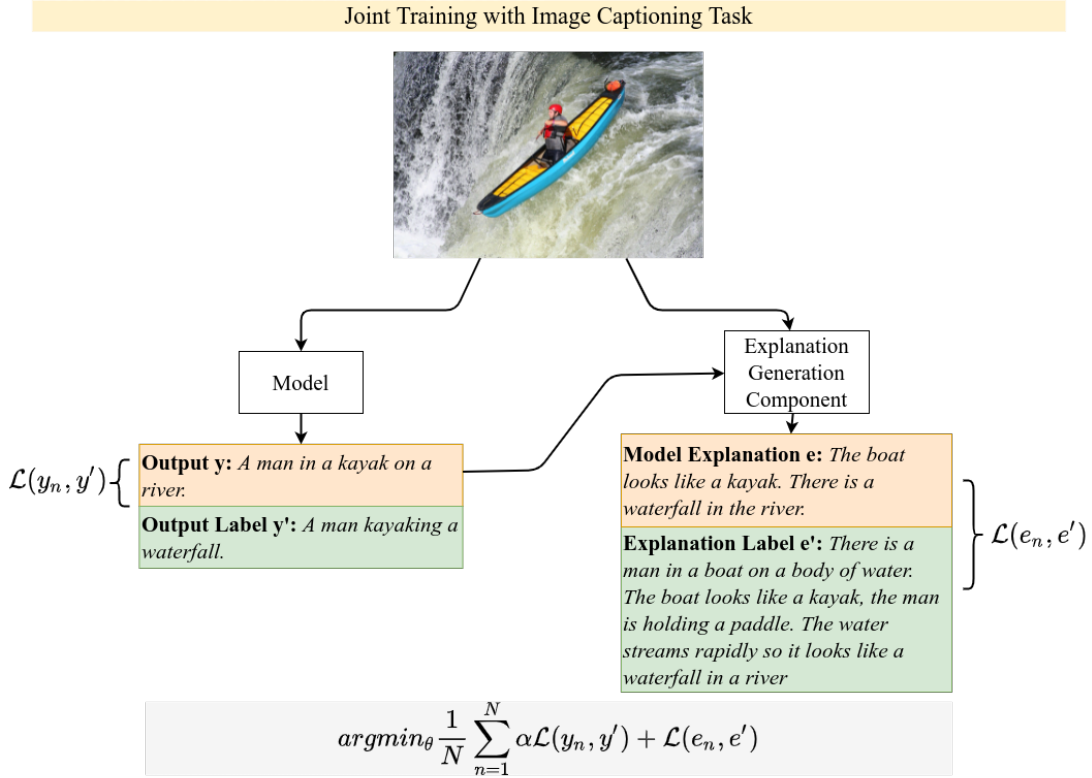 Joint Training with Image Captioning Task
Model
Explanation
Generation
Component
Output y: A man in a kayak on a
river.
Output Label y': A man kayaking a
waterfall.
𝓛(yₙ, y')
Model Explanation e: The boat
looks like a kayak. There is a
waterfall in the river.
Explanation Label e': There is a
man in a boat on a body of water.
The boat looks like a kayak, the man
is holding a paddle. The water
streams rapidly so it looks like a
waterfall in a river
𝓛(eₙ, e')
argmin_θ \frac{1}{N} \sum_{n=1}^{N} α𝓛(yₙ, y') + 𝓛(eₙ, e')